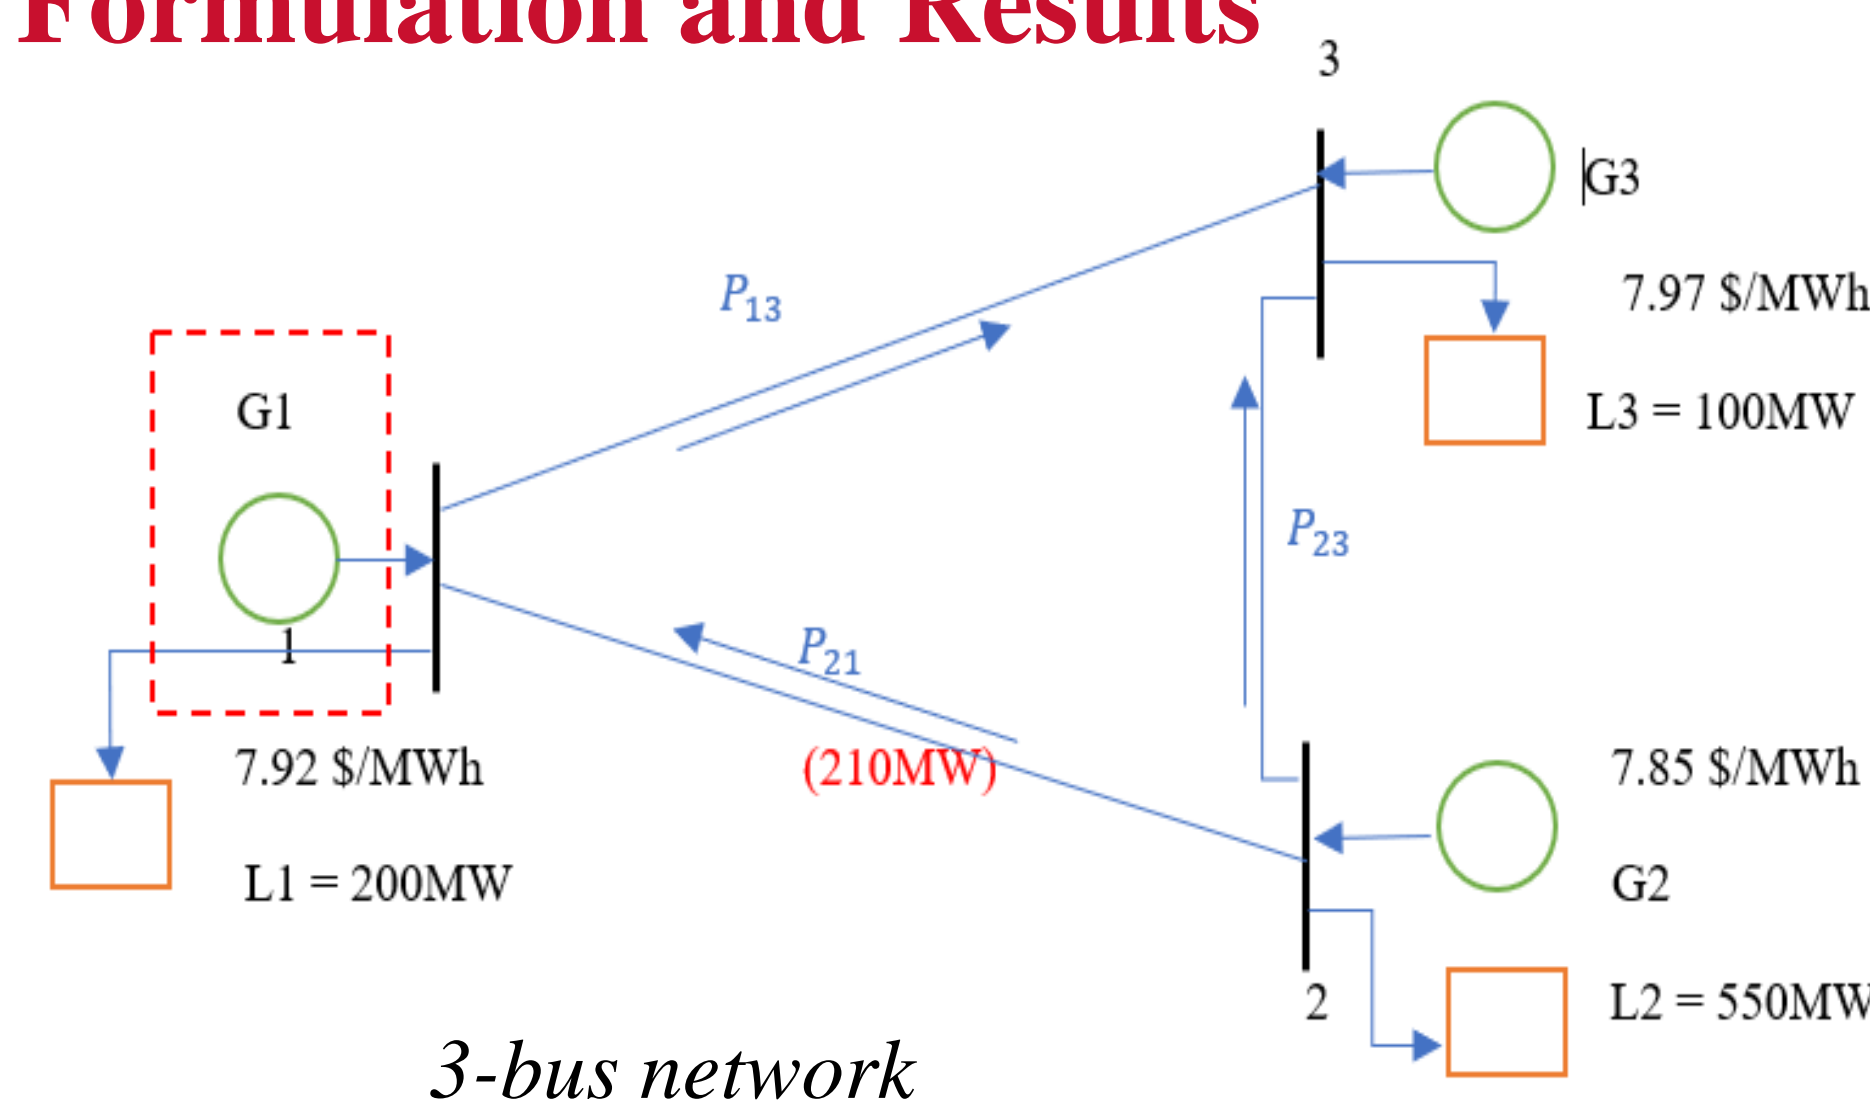 Formulation and Results
3
G3
7.97 $/MWh
L3 = 100MW
P13
G1
1
7.92 $/MWh
L1 = 200MW
P21
(210MW)
P23
7.85 $/MWh
G2
L2 = 550MW
2
3-bus network